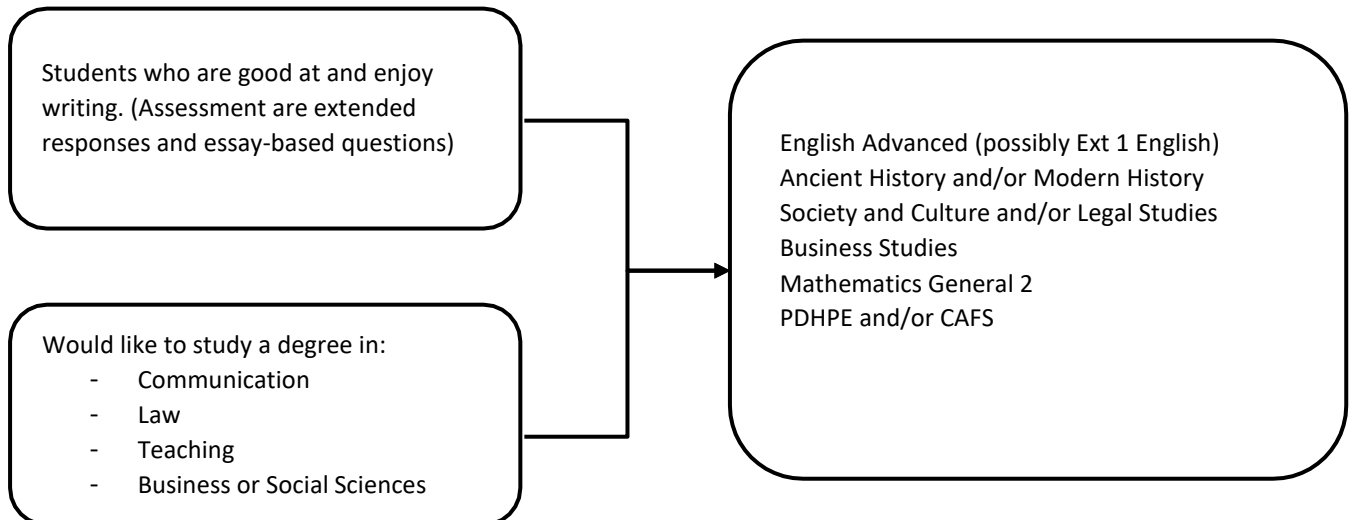 Students who are good at and enjoy
writing. (Assessment are extended
responses and essay-based questions)
Would like to study a degree in:
- Communication
- Law
- Teaching
- Business or Social Sciences
English Advanced (possibly Ext 1 English)
Ancient History and/or Modern History
Society and Culture and/or Legal Studies
Business Studies
Mathematics General 2
PDHPE and/or CAFS